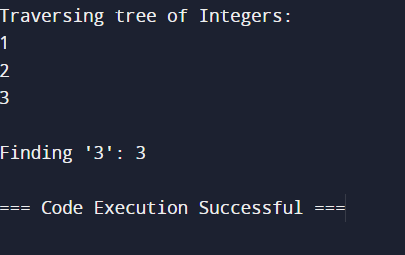 Traversing tree of Integers:
1
2
3
Finding '3': 3
=== Code Execution Successful ===